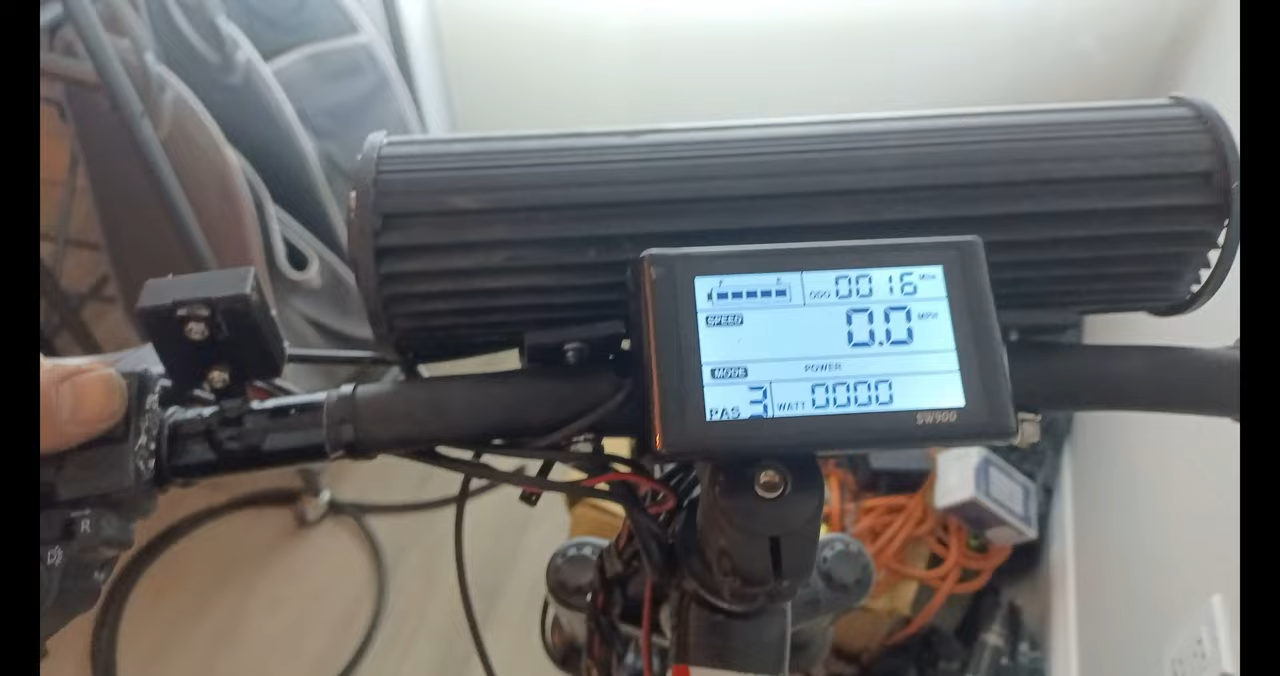 ODO 0016 Mile
SPEED
0.0 MPH
MODE POWER
PAS 3 WATT 0000
SW900
R